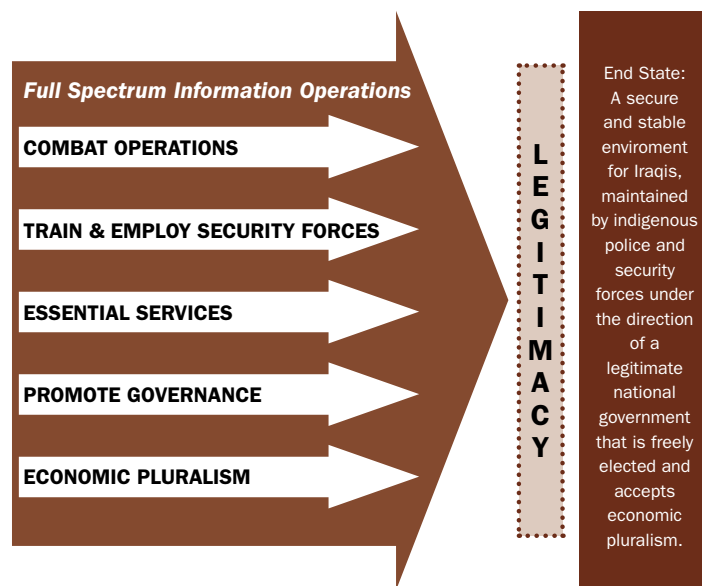 Full Spectrum Information Operations
COMBAT OPERATIONS
TRAIN & EMPLOY SECURITY FORCES
ESSENTIAL SERVICES
PROMOTE GOVERNANCE
ECONOMIC PLURALISM
L
E
G
I
T
I
M
A
C
Y
End State:
A secure
and stable
enviroment
for Iraqis,
maintained
by indigenous
police and
security
forces under
the direction
of a
legitimate
national
government
that is freely
elected and
accepts
economic
pluralism.